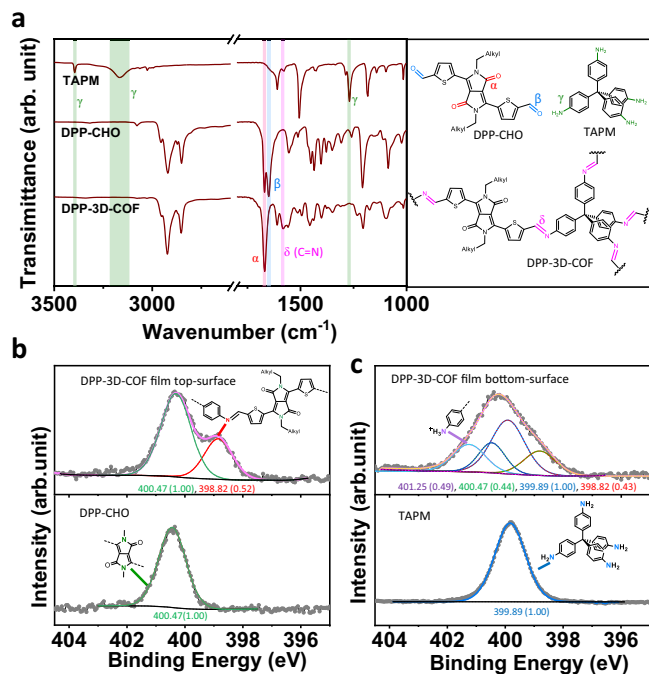 a
Transimittance (arb. unit)
TAPM
γ
γ
γ
DPP-CHO
β
DPP-3D-COF
α
δ (C=N)
3500
3000
1500
1000
Wavenumber (cm-1)
Alkyl
O
N
O
α
S
S
β
O
O
N
Alkyl
DPP-CHO
NH2
γ
H2N
NH2
NH2
TAPM
Alkyl
N
O
N
S
S
δ
N
O
N
Alkyl
N
N
N
DPP-3D-COF
b
Intensity (arb.unit)
DPP-3D-COF film top-surface
Alkyl
N
O
S
N
S
O
N
Alkyl
400.47 (1.00), 398.82 (0.52)
DPP-CHO
N
O
O
N
400.47(1.00)
404
402
400
398
396
Binding Energy (eV)
c
Intensity (arb.unit)
DPP-3D-COF film bottom-surface
+H3N
401.25 (0.49), 400.47 (0.44), 399.89 (1.00), 398.82 (0.43)
TAPM
NH2
H2N
NH2
NH2
399.89 (1.00)
404
402
400
398
396
Binding Energy (eV)